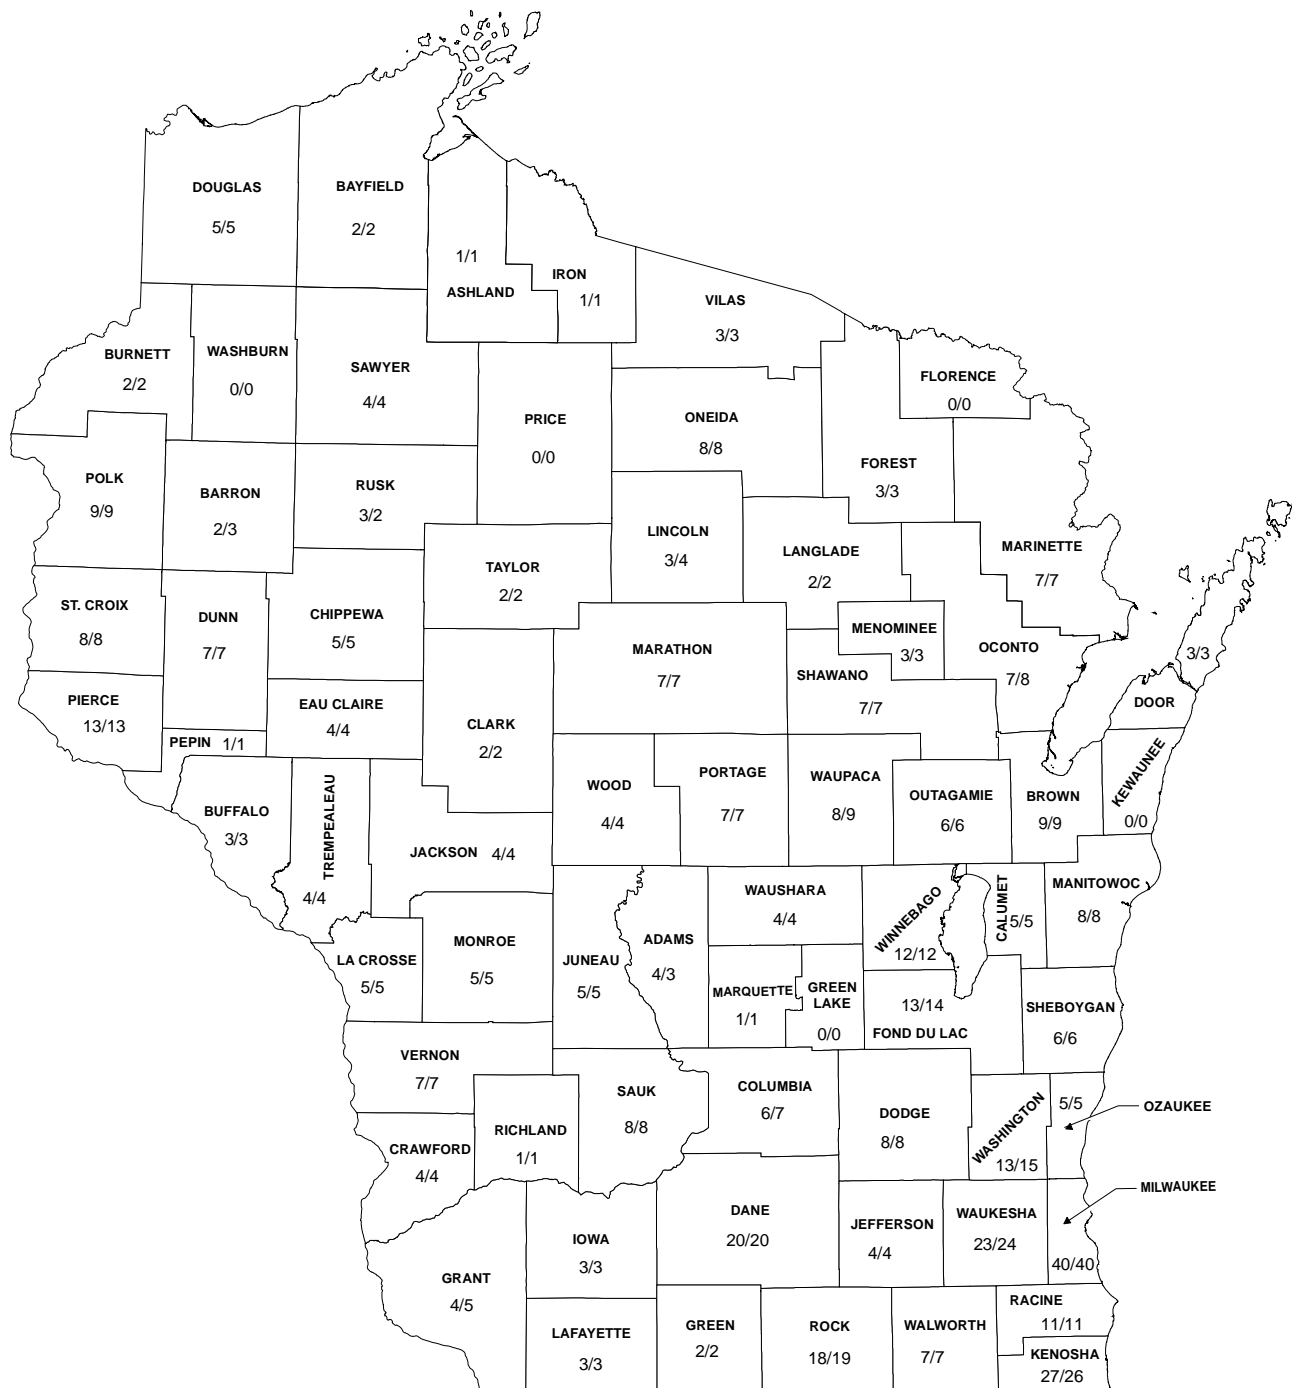 DOUGLAS
5/5
BAYFIELD
2/2
1/1
ASHLAND
IRON
1/1
VILAS
3/3
BURNETT
2/2
WASHBURN
0/0
SAWYER
4/4
PRICE
0/0
ONEIDA
8/8
FLORENCE
0/0
FOREST
3/3
POLK
9/9
BARRON
2/3
RUSK
3/2
LINCOLN
3/4
LANGLADE
2/2
MARINETTE
7/7
TAYLOR
2/2
ST. CROIX
8/8
DUNN
7/7
CHIPPEWA
5/5
MARATHON
7/7
MENOMINEE
3/3
SHAWANO
7/7
OCONTO
7/8
3/3
DOOR
PIERCE
13/13
PEPIN 1/1
EAU CLAIRE
4/4
CLARK
2/2
WOOD
4/4
PORTAGE
7/7
WAUPACA
8/9
OUTAGAMIE
6/6
BROWN
9/9
KEWAUNEE
0/0
BUFFALO
3/3
TREMPEALEAU
4/4
JACKSON 4/4
WAUSHARA
4/4
WINNEBAGO
12/12
CALUMET
5/5
MANITOWOC
8/8
LA CROSSE
5/5
MONROE
5/5
JUNEAU
5/5
ADAMS
4/3
MARQUETTE
1/1
GREEN
LAKE
0/0
13/14
FOND DU LAC
SHEBOYGAN
6/6
VERNON
7/7
RICHLAND
1/1
SAUK
8/8
COLUMBIA
6/7
DODGE
8/8
WASHINGTON
13/15
5/5
OZAUKEE
CRAWFORD
4/4
MILWAUKEE
40/40
GRANT
4/5
IOWA
3/3
DANE
20/20
JEFFERSON
4/4
WAUKESHA
23/24
LAFAYETTE
3/3
GREEN
2/2
ROCK
18/19
WALWORTH
7/7
RACINE
11/11
KENOSHA
27/26